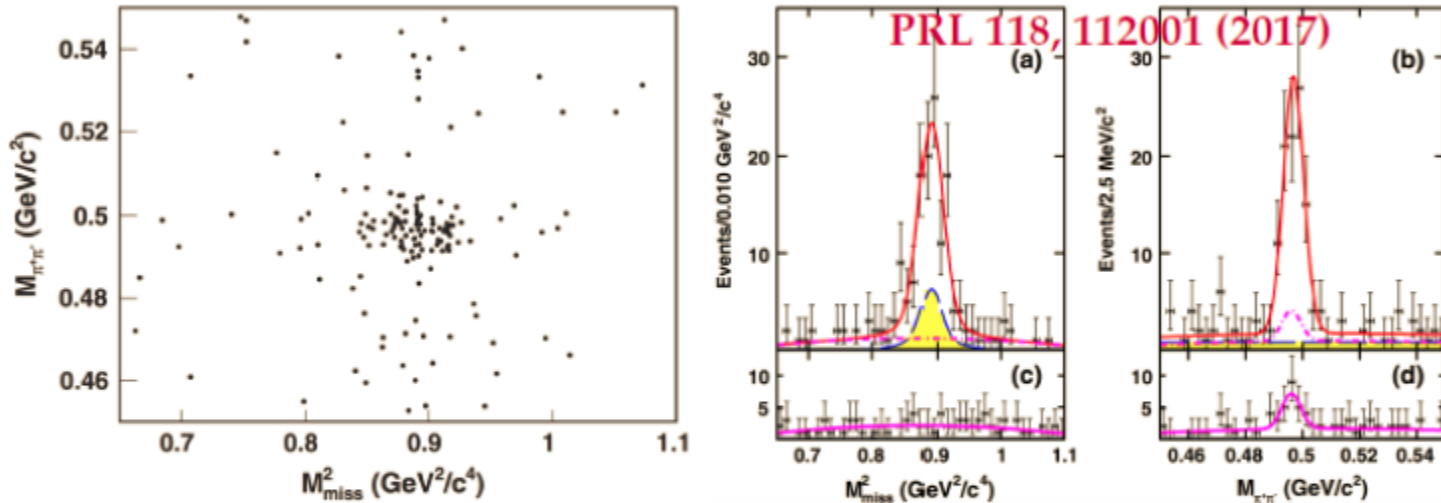 0.54
0.52
0.5
0.48
0.46
0.7 0.8 0.9 1 1.1
M²miss (GeV²/c⁴)
Mπ⁺π⁻ (GeV/c²)
PRL 118, 112001 (2017)
(a)
30
20
10
Events/0.010 GeV²/c⁴
(b)
30
20
10
Events/2.5 MeV/c²
(c)
10
5
0.7 0.8 0.9 1 1.1
M²miss (GeV²/c⁴)
(d)
10
5
0.46 0.48 0.5 0.52 0.54
Mπ⁺π⁻ (GeV/c²)